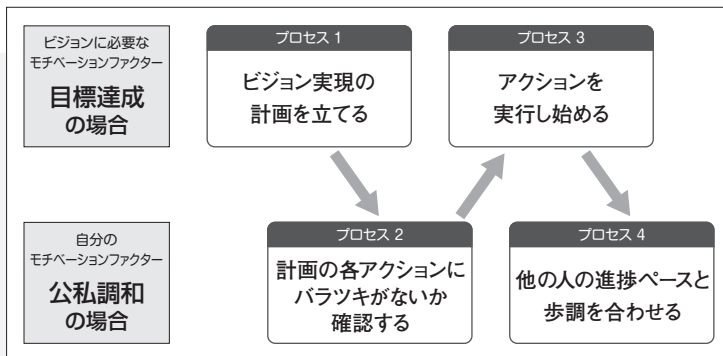 ビジョンに必要な
モチベーションファクター
目標達成
の場合
プロセス 1
ビジョン実現の
計画を立てる
プロセス 3
アクションを
実行し始める
自分の
モチベーションファクター
公私調和
の場合
プロセス 2
計画の各アクションに
バラツキがないか
確認する
プロセス 4
他の人の進捗ペースと
歩調を合わせる